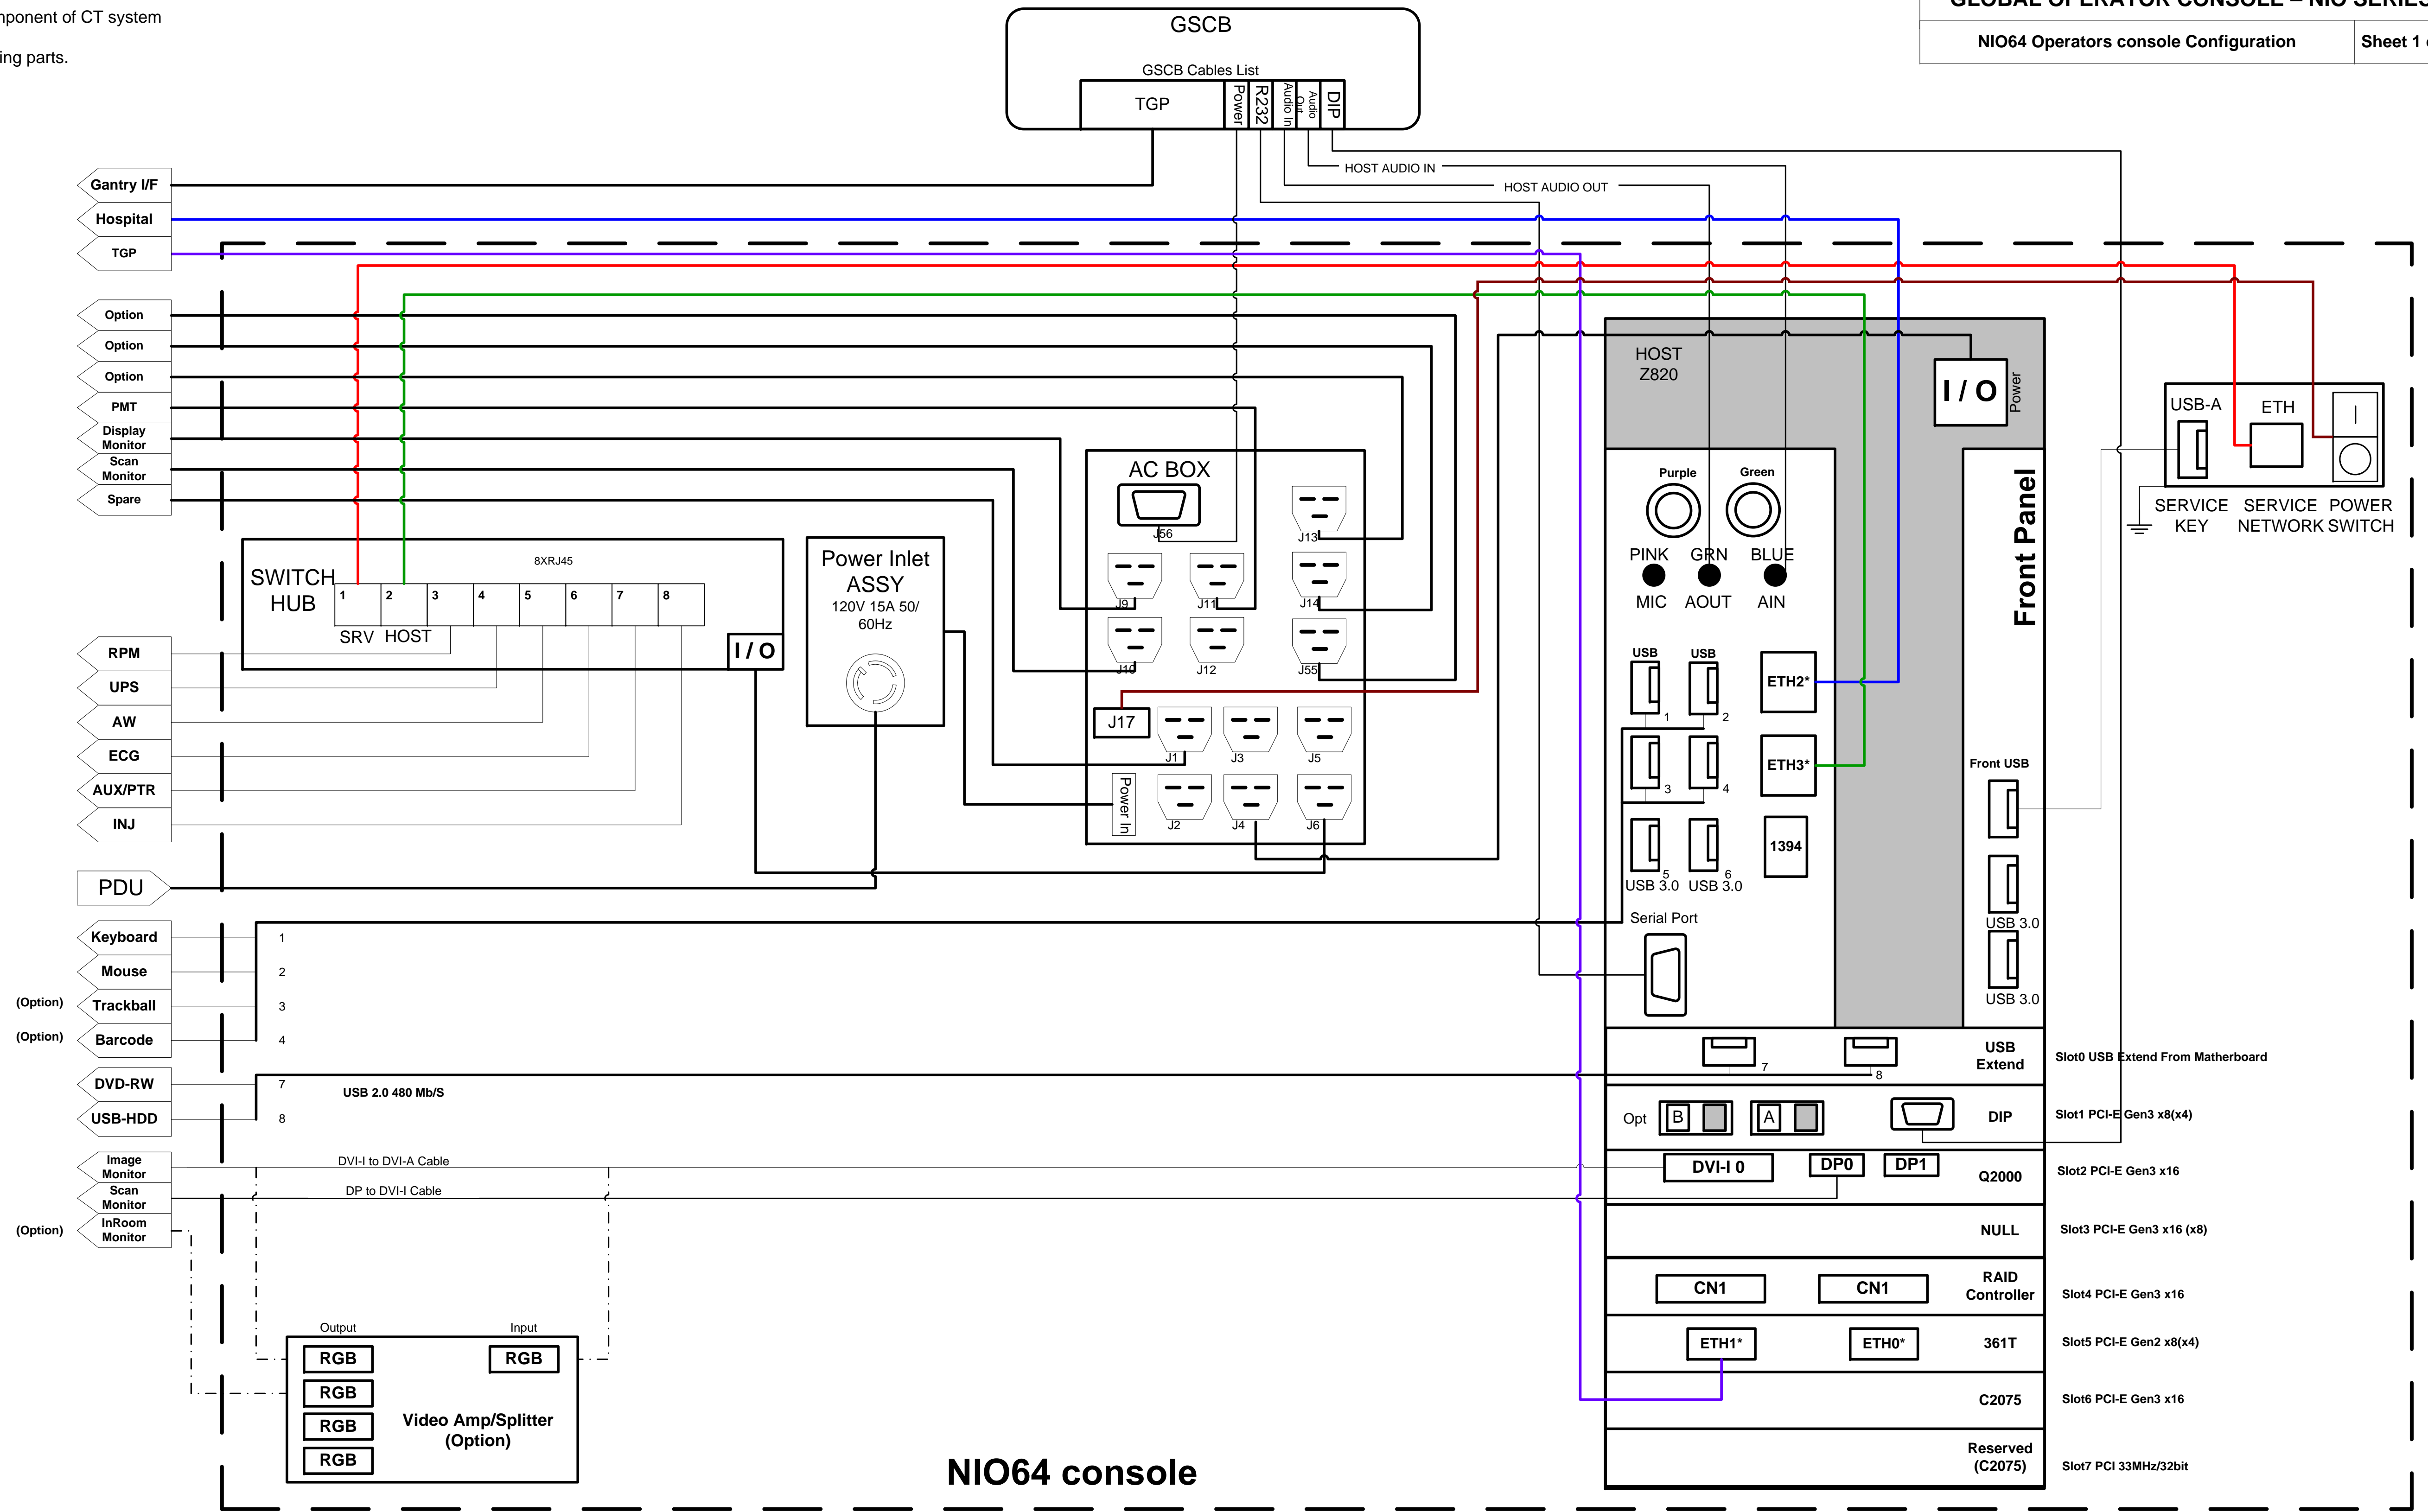 mponent of CT system
ing parts.
GLOBAL OPERATOR CONSOLE – NIO SERIES
NIO64 Operators console Configuration
Sheet 1
GSCB
GSCB Cables List
TGP
Power
R232
Audio In
Audio Out
DIP
HOST AUDIO IN
HOST AUDIO OUT
Gantry I/F
Hospital
TGP
Option
Option
Option
PMT
Display
Monitor
Scan
Monitor
Spare
SWITCH
HUB
8XRJ45
1 2 3 4 5 6 7 8
SRV HOST
I / O
Power Inlet
ASSY
120V 15A 50/
60Hz
AC BOX
J56
J13
J9
J11
J14
J10
J12
J55
J17
J1
J3
J5
Power In
J2
J4
J6
RPM
UPS
AW
ECG
AUX/PTR
INJ
PDU
Keyboard
1
Mouse
2
(Option)
Trackball
3
(Option)
Barcode
4
DVD-RW
7
USB 2.0 480 Mb/S
USB-HDD
8
Image
Monitor
DVI-I to DVI-A Cable
Scan
Monitor
DP to DVI-I Cable
(Option)
InRoom
Monitor
Output
Input
RGB
RGB
RGB
RGB
RGB
Video Amp/Splitter
(Option)
NIO64 console
HOST
Z820
I / O
Power
Purple
Green
PINK
GRN
BLUE
MIC
AOUT
AIN
USB
USB
ETH2*
1
2
ETH3*
3
4
1394
5
6
USB 3.0
USB 3.0
Serial Port
Front Panel
Front USB
USB 3.0
USB 3.0
USB-A
ETH
I
SERVICE
KEY
SERVICE
NETWORK
POWER
SWITCH
7
8
USB
Extend
Slot0 USB Extend From Matherboard
Opt
B
A
DIP
Slot1 PCI-E Gen3 x8(x4)
DVI-I 0
DP0
DP1
Q2000
Slot2 PCI-E Gen3 x16
NULL
Slot3 PCI-E Gen3 x16 (x8)
CN1
CN1
RAID
Controller
Slot4 PCI-E Gen3 x16
ETH1*
ETH0*
361T
Slot5 PCI-E Gen2 x8(x4)
C2075
Slot6 PCI-E Gen3 x16
Reserved
(C2075)
Slot7 PCI 33MHz/32bit